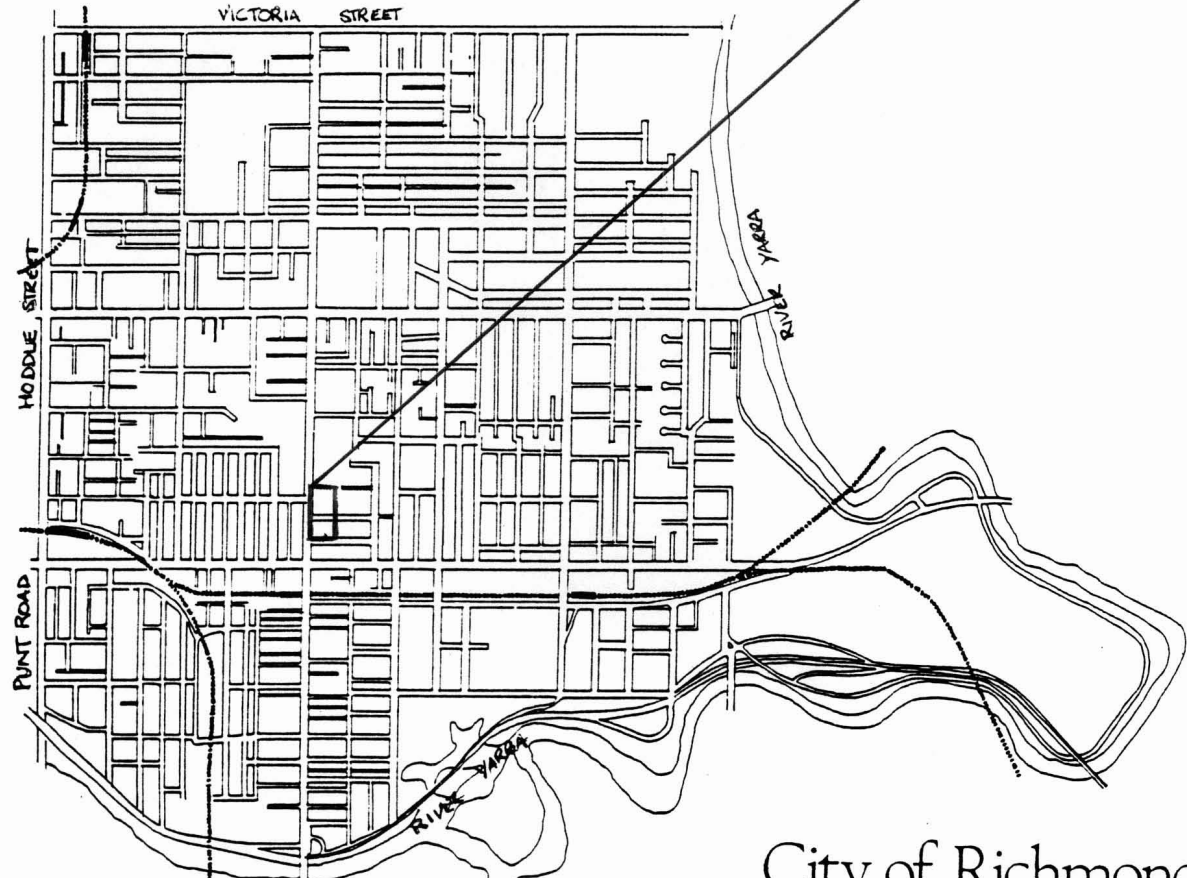 VICTORIA STREET
HODDLE STREET
RIVER YARRA
PUNT ROAD
RIVER YARRA
City of Richmond